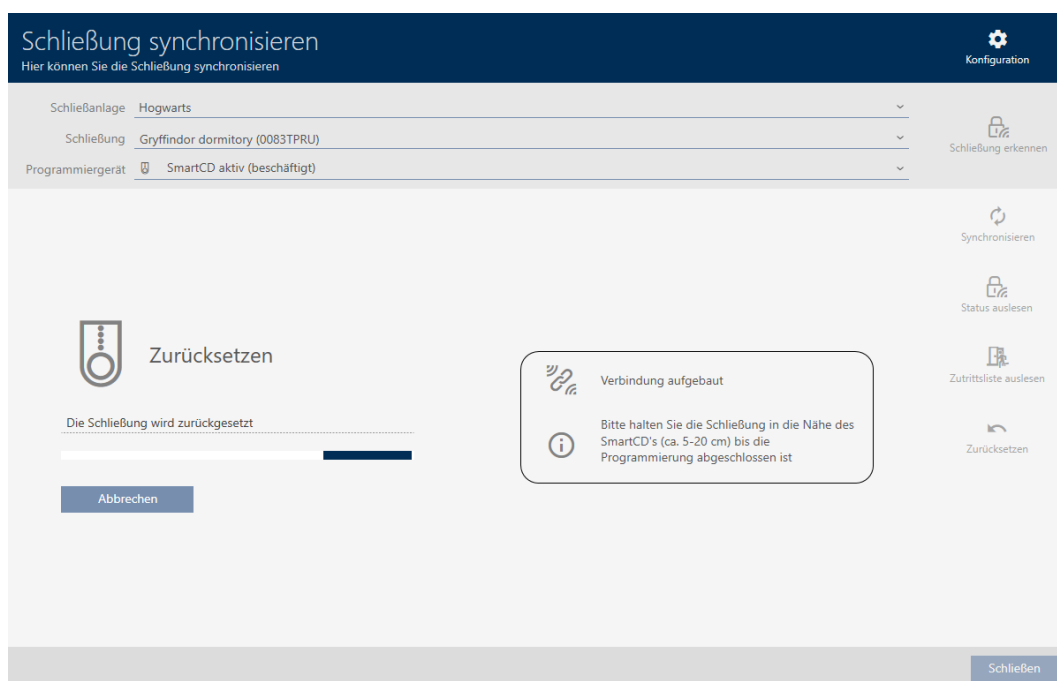 Schließung synchronisieren
Hier können Sie die Schließung synchronisieren
Konfiguration
Schließanlage Hogwarts
Schließung Gryffindor dormitory (0083TPRU)
Programmiergerät SmartCD aktiv (beschäftigt)
Schließung erkennen
Synchronisieren
Status auslesen
Zutrittsliste auslesen
Zurücksetzen
Zurücksetzen
Die Schließung wird zurückgesetzt
Abbrechen
Verbindung aufgebaut
Bitte halten Sie die Schließung in die Nähe des
SmartCD's (ca. 5-20 cm) bis die
Programmierung abgeschlossen ist
Schließen